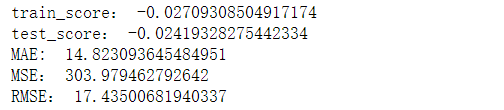 train_score: -0.02709308504917174
test_score: -0.02419328275442334
MAE: 14.823093645484951
MSE: 303.979462792642
RMSE: 17.43500681940337